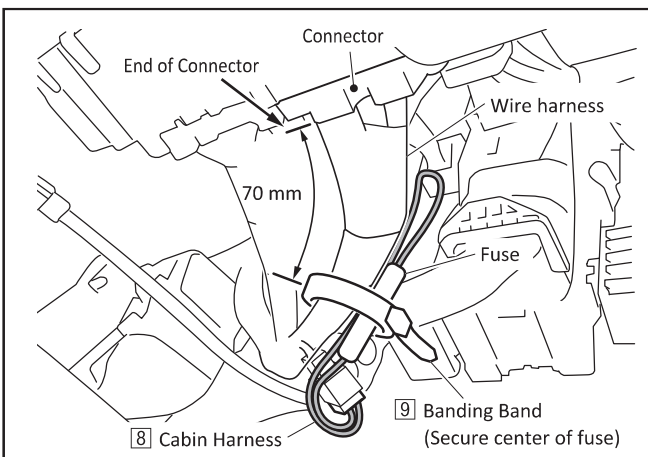 Connector
End of Connector
Wire harness
70 mm
Fuse
9 Banding Band
(Secure center of fuse)
8 Cabin Harness